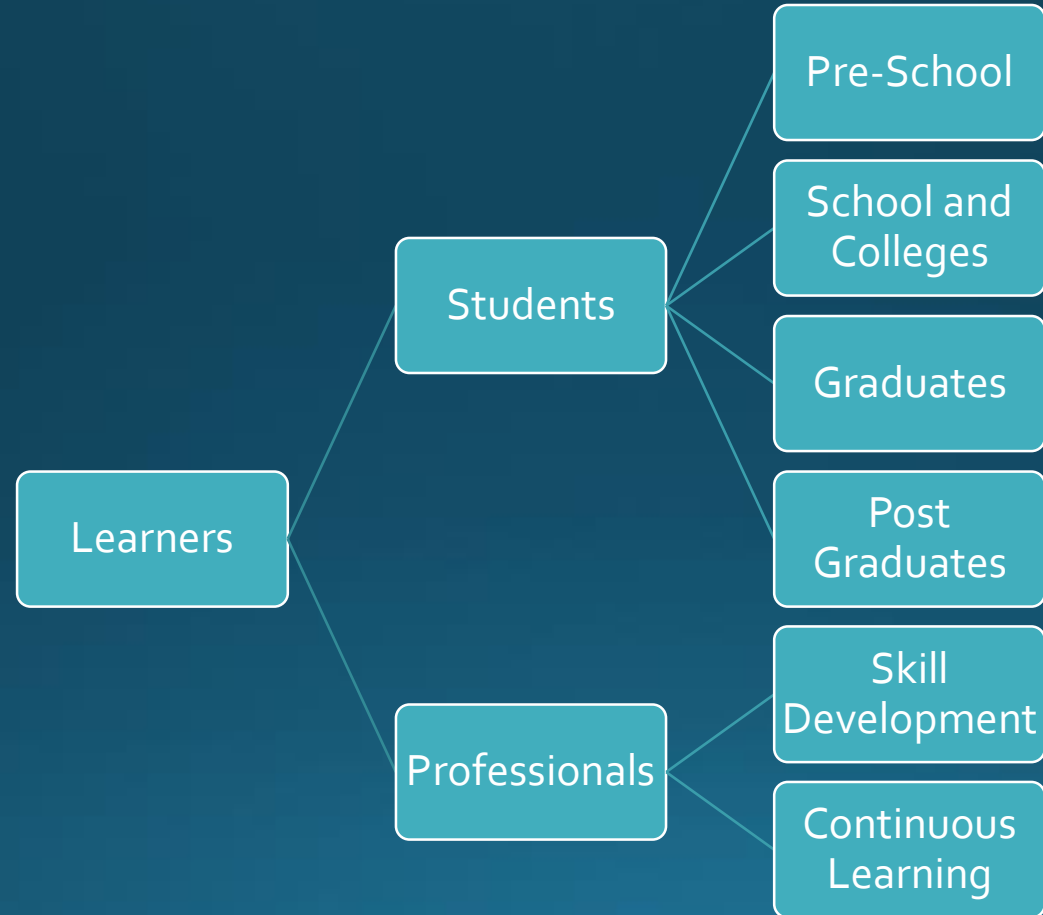 Learners
Students
Pre-School
School and
Colleges
Graduates
Post
Graduates
Professionals
Skill
Development
Continuous
Learning